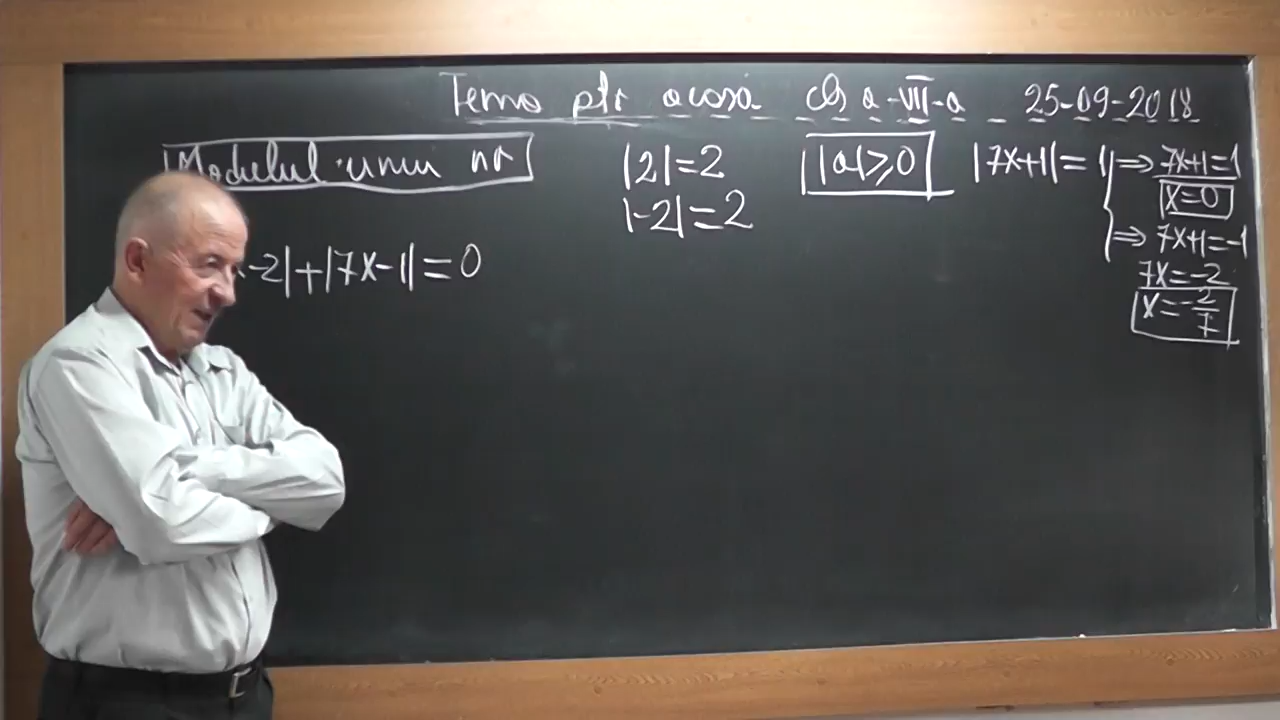 Tema ptr acasă cls a-VII-a 25-09-2018
Modulul unui nr
|2|=2
|-2|=2
|a|≥0
|7x+1|=1 ⇒ 7x+1=1
x=0
⇒ 7x+1=-1
7x=-2
x=-2/7
-2|+|7x-1|=0